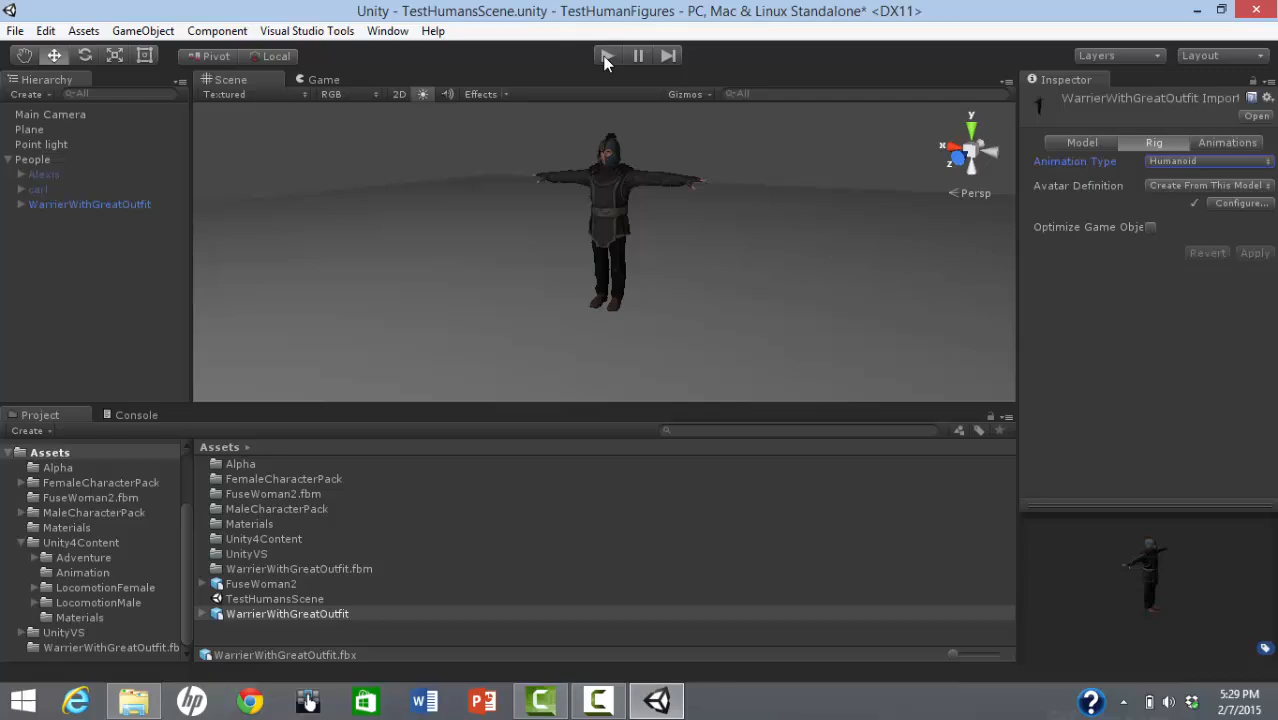 Unity - TestHumansScene.unity - TestHumanFigures - PC, Mac & Linux Standalone* <DX11>
File Edit Assets GameObject Component Visual Studio Tools Window Help
Pivot Local Layers Layout
Hierarchy Scene Game Inspector
Create All Textured RGB 2D Effects Gizmos All
WarrierWithGreatOutfit Import
Open
Main Camera
Plane
Point light
People
Alexis
carl
WarrierWithGreatOutfit
y
x
z
Persp
Model Rig Animations
Animation Type Humanoid
Avatar Definition Create From This Model
Configure...
Optimize Game Obje
Revert Apply
Project Console
Create
Assets
Alpha
FemaleCharacterPack
FuseWoman2.fbm
MaleCharacterPack
Materials
Unity4Content
Adventure
Animation
LocomotionFemale
LocomotionMale
Materials
UnityVS
WarrierWithGreatOutfit.fb
Assets
Alpha
FemaleCharacterPack
FuseWoman2.fbm
MaleCharacterPack
Materials
Unity4Content
UnityVS
WarrierWithGreatOutfit.fbm
FuseWoman2
TestHumansScene
WarrierWithGreatOutfit
WarrierWithGreatOutfit.fbx
5:29 PM
2/7/2015